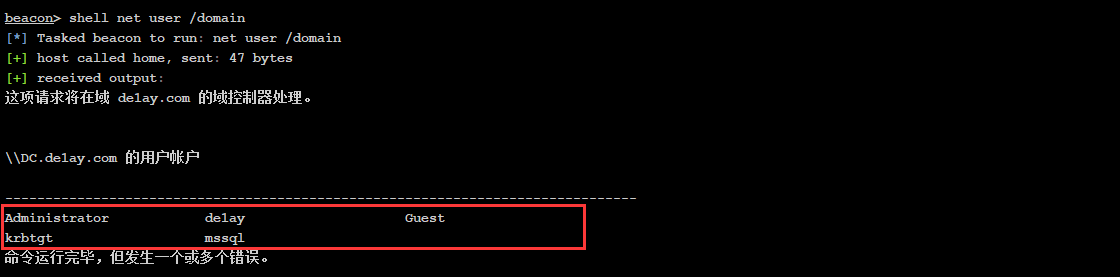 beacon> shell net user /domain
[*] Tasked beacon to run: net user /domain
[+] host called home, sent: 47 bytes
[+] received output:
这项请求将在域 de1ay.com 的域控制器处理。
\\DC.de1ay.com 的用户帐户
-------------------------------------------------------------------------------
Administrator            de1ay                    Guest
krbtgt                   mssql
命令运行完毕，但发生一个或多个错误。